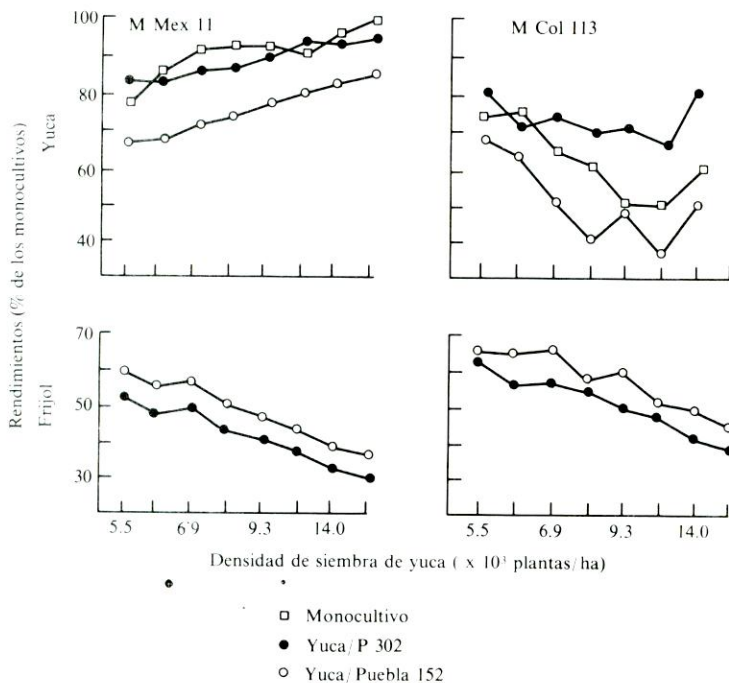 M Mex 11
M Col 113
Rendimientos (% de los monocultivos)
Yuca
100
80
60
40
Frijol
70
50
30
5.5 6.9 9.3 14.0
5.5 6.9 9.3 14.0
Densidad de siembra de yuca ( x 10³ plantas/ha)
Monocultivo
Yuca/P 302
Yuca/Puebla 152